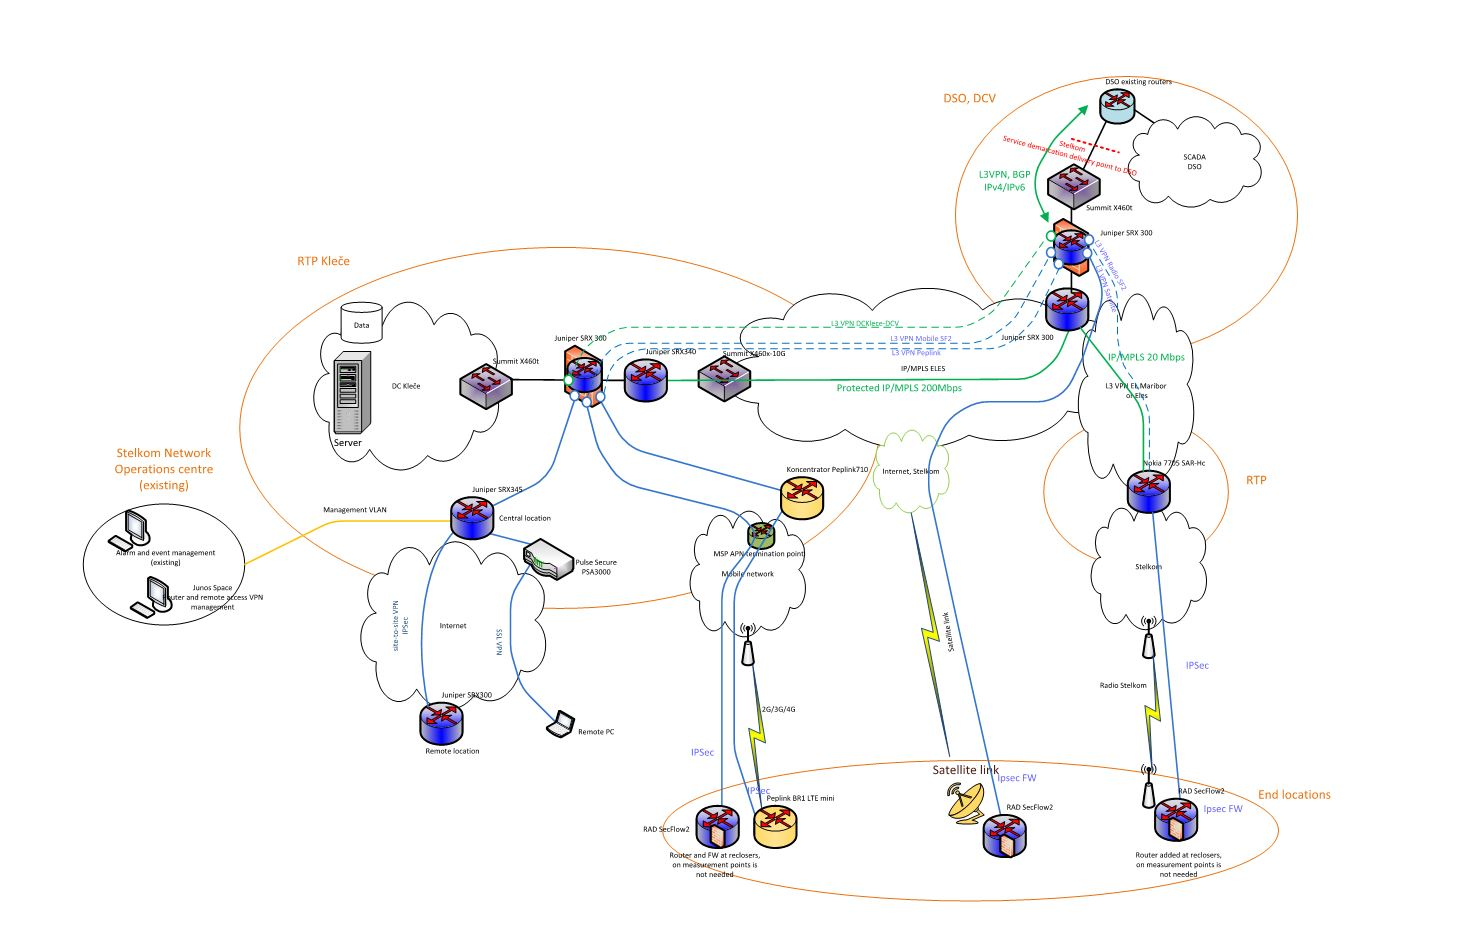 DSO, DCV
DSO existing routers
Stelkom
Service demarcation delivery point to DSO
SCADA
DSO
L3VPN, BGP
IPv4/IPv6
Summit X460t
Juniper SRX 300
L3 VPN Radio SF2
L3 VPN Satelite
RTP Kleče
Data
DC Kleče
Server
Summit X460t
Juniper SRX 300
Juniper SRX340
Summit X460x-10G
L3 VPN DCKlece-DCV
L3 VPN Mobile SF2
L3 VPN Peplink
Juniper SRX 300
IP/MPLS ELES
Protected IP/MPLS 200Mbps
IP/MPLS 20 Mbps
L3 VPN EL Maribor
or Eles
Stelkom Network
Operations centre
(existing)
Management VLAN
Alarm and event management
(existing)
Junos Space
Router and remote access VPN
management
Juniper SRX345
Central location
Pulse Secure
PSA3000
Koncentrator Peplink710
MSP APN termination point
Mobile network
Internet, Stelkom
Nokia 7705 SAR-Hc
RTP
Stelkom
site-to-site VPN
IPSec
Internet
SSL VPN
Juniper SRX300
Remote location
Remote PC
2G/3G/4G
Satellite link
IPSec
Radio Stelkom
IPSec
IPSec
Satellite link
Ipsec FW
End locations
RAD SecFlow2
Peplink BR1 LTE mini
RAD SecFlow2
RAD SecFlow2
Ipsec FW
Router and FW at reclosers,
on measurement points is
not needed
Router added at reclosers,
on measurement points is
not needed